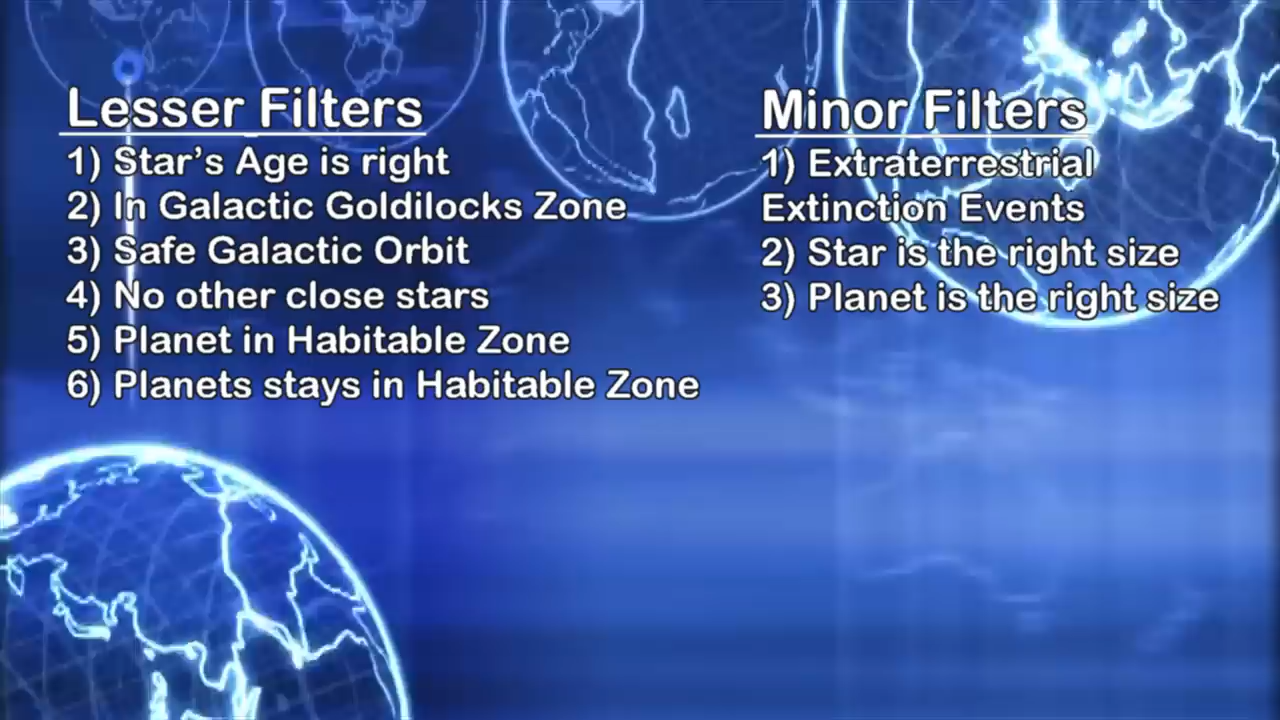 Lesser Filters
1) Star's Age is right
2) In Galactic Goldilocks Zone
3) Safe Galactic Orbit
4) No other close stars
5) Planet in Habitable Zone
6) Planets stays in Habitable Zone
Minor Filters
1) Extraterrestrial
Extinction Events
2) Star is the right size
3) Planet is the right size